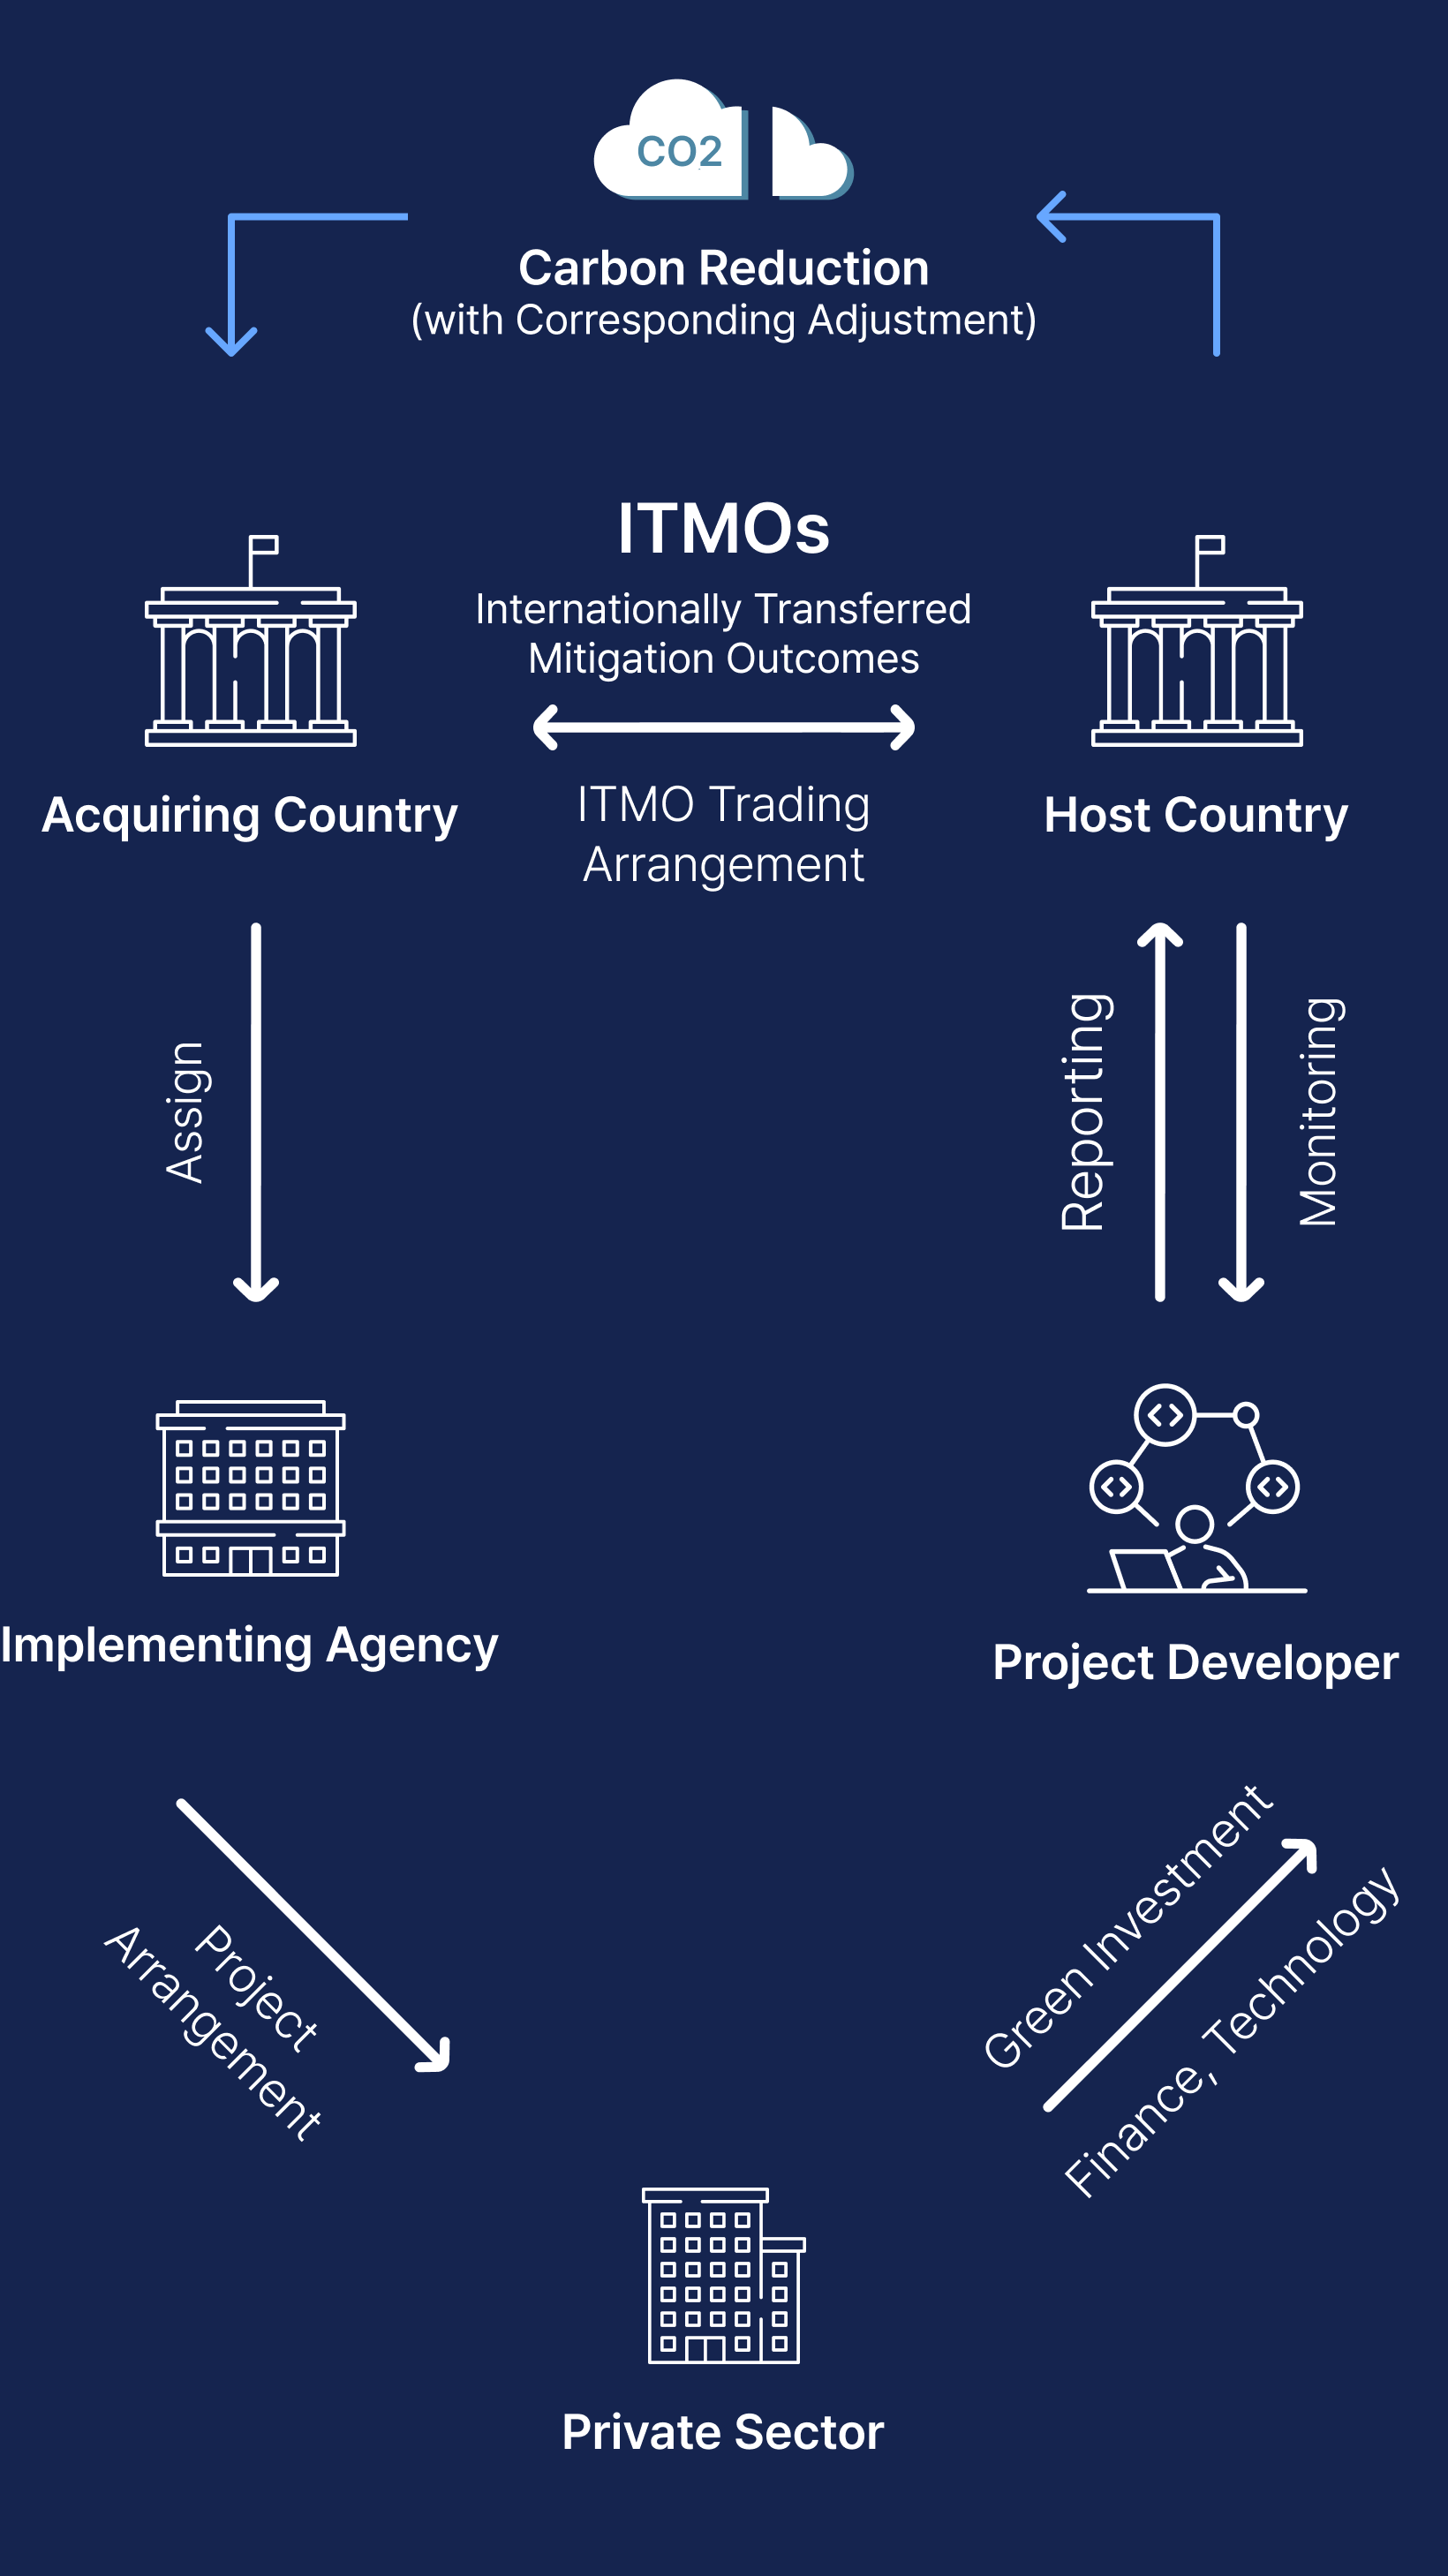 CO2
Carbon Reduction
(with Corresponding Adjustment)
ITMOs
Internationally Transferred
Mitigation Outcomes
Acquiring Country
ITMO Trading
Arrangement
Host Country
Assign
Reporting
Monitoring
Implementing Agency
Project Developer
Project
Arrangement
Green Investment
Finance, Technology
Private Sector